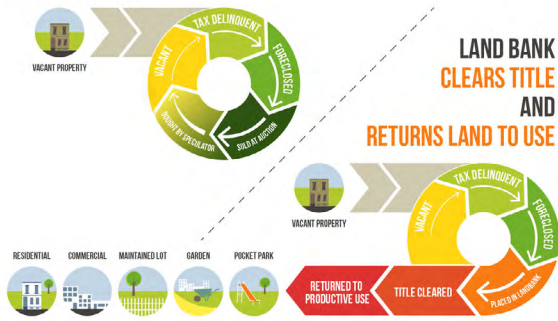 VACANT PROPERTY
VACANT
TAX DELINQUENT
FORECLOSED
SOLD AT AUCTION
BOUGHT BY SPECULATOR
LAND BANK
CLEARS TITLE
AND
RETURNS LAND TO USE
VACANT PROPERTY
VACANT
TAX DELINQUENT
FORECLOSED
PLACED IN LANDBANK
TITLE CLEARED
RETURNED TO
PRODUCTIVE USE
RESIDENTIAL
COMMERCIAL
MAINTAINED LOT
GARDEN
POCKET PARK